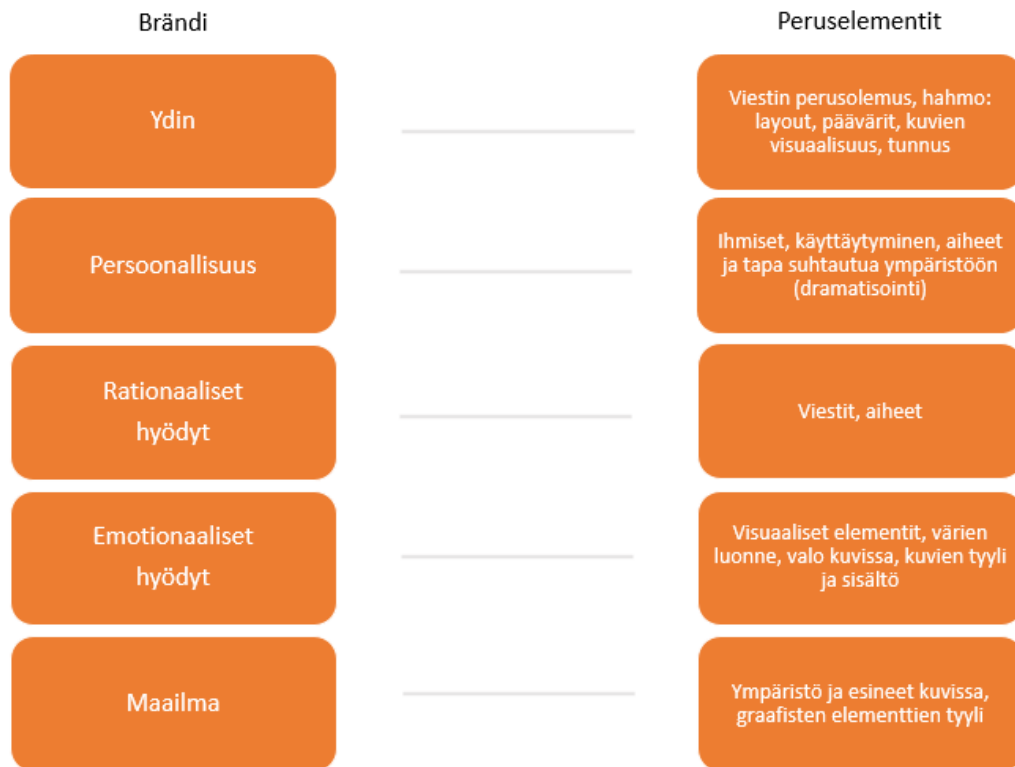 Brändi
Peruselementit
Ydin
Viestin perusolemus, hahmo:
layout, päävärit, kuvien
visuaalisuus, tunnus
Persoonallisuus
Ihmiset, käyttäytyminen, aiheet
ja tapa suhtautua ympäristöön
(dramatisointi)
Rationaaliset
hyödyt
Viestit, aiheet
Emotionaaliset
hyödyt
Visuaaliset elementit, värien
luonne, valo kuvissa, kuvien tyyli
ja sisältö
Maailma
Ympäristö ja esineet kuvissa,
graafisten elementtien tyyli